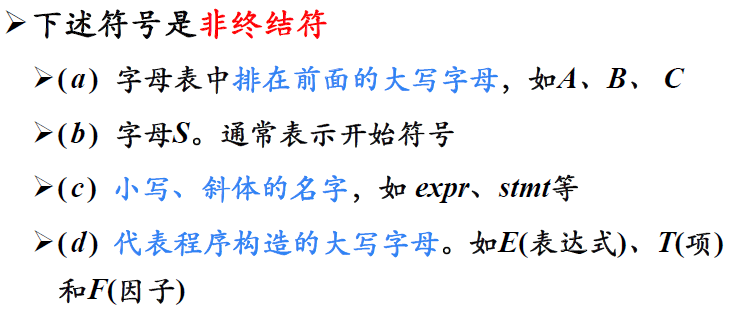 ➢下述符号是非终结符
➢(a) 字母表中排在前面的大写字母，如A、B、 C
➢(b) 字母S。通常表示开始符号
➢(c) 小写、斜体的名字，如 expr、stmt等
➢(d) 代表程序构造的大写字母。如E(表达式)、T(项)
和F(因子)